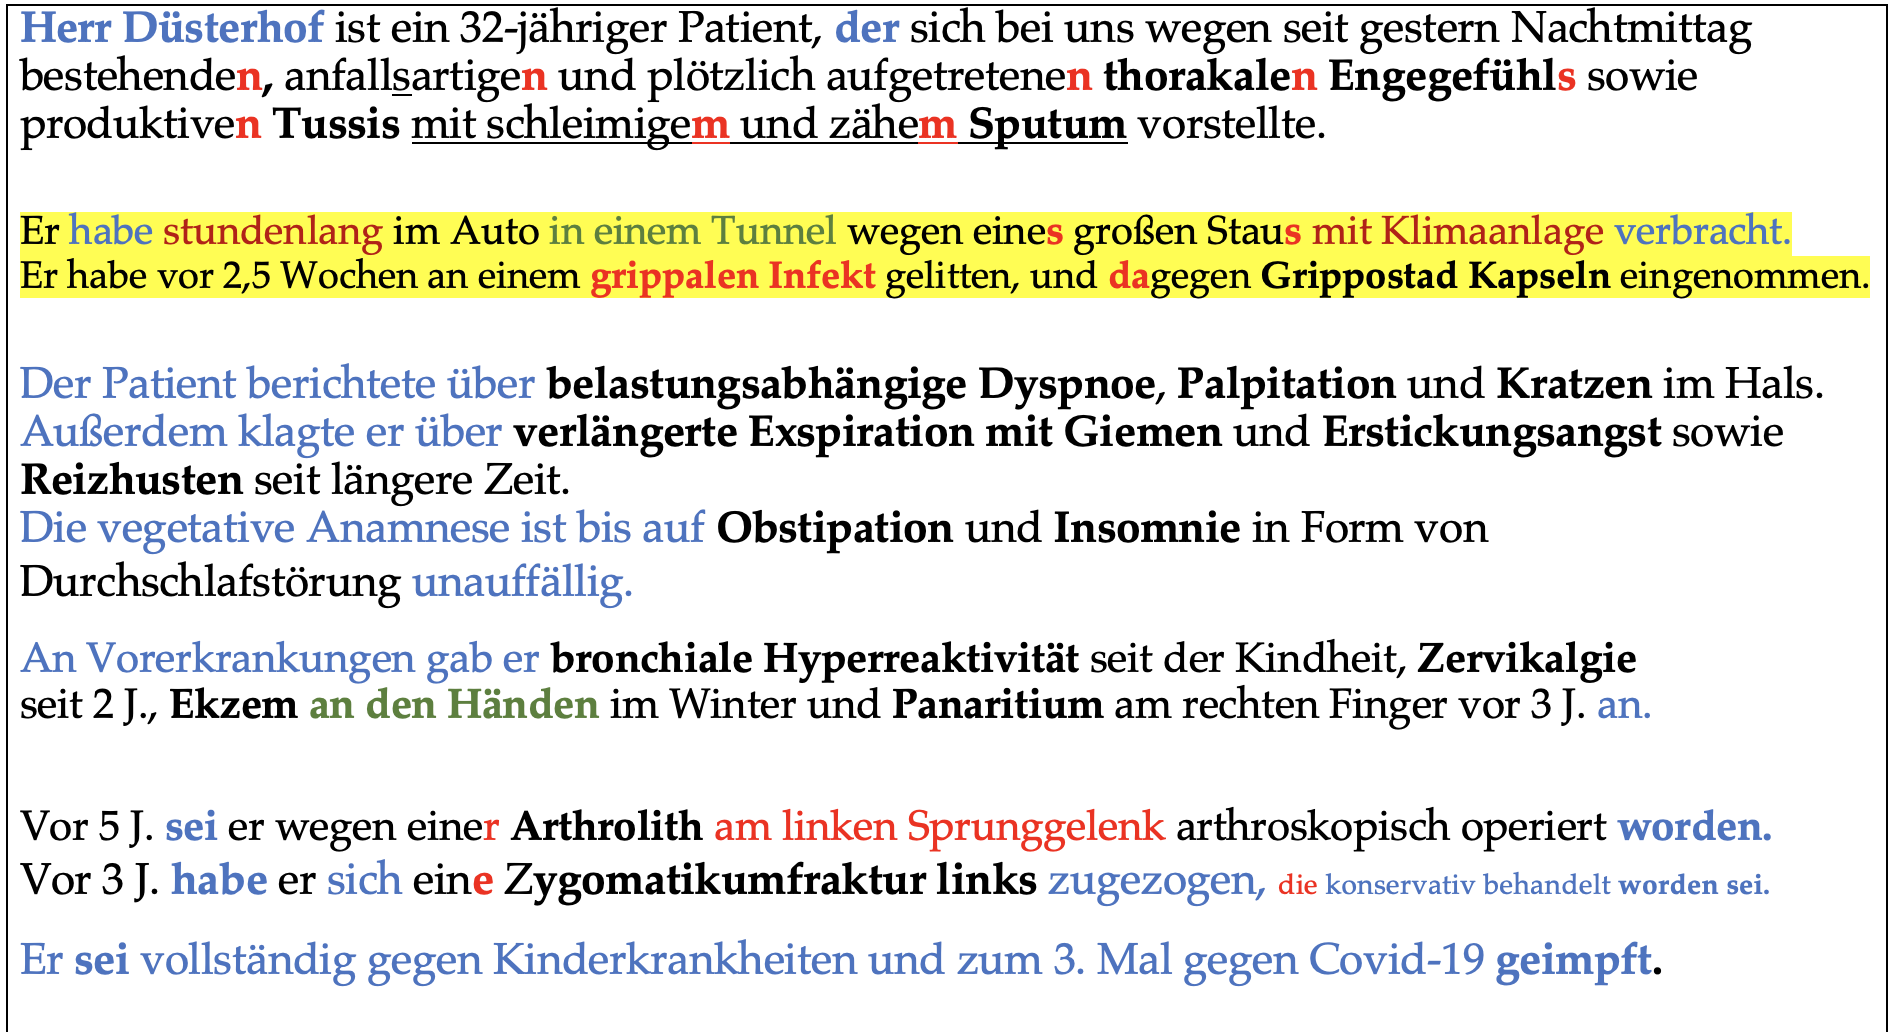 Herr Düsterhof ist ein 32-jähriger Patient, der sich bei uns wegen seit gestern Nachtmittag
bestehenden, anfallsartigen und plötzlich aufgetretenen thorakalen Engegefühls sowie
produktiven Tussis mit schleimigem und zähem Sputum vorstellte.
Er habe stundenlang im Auto in einem Tunnel wegen eines großen Staus mit Klimaanlage verbracht.
Er habe vor 2,5 Wochen an einem grippalen Infekt gelitten, und dagegen Grippostad Kapseln eingenommen.
Der Patient berichtete über belastungsabhängige Dyspnoe, Palpitation und Kratzen im Hals.
Außerdem klagte er über verlängerte Exspiration mit Giemen und Erstickungsangst sowie
Reizhusten seit längere Zeit.
Die vegetative Anamnese ist bis auf Obstipation und Insomnie in Form von
Durchschlafstörung unauffällig.
An Vorerkrankungen gab er bronchiale Hyperreaktivität seit der Kindheit, Zervikalgie
seit 2 J., Ekzem an den Händen im Winter und Panaritium am rechten Finger vor 3 J. an.
Vor 5 J. sei er wegen einer Arthrolith am linken Sprunggelenk arthroskopisch operiert worden.
Vor 3 J. habe er sich eine Zygomatikumfraktur links zugezogen, die konservativ behandelt worden sei.
Er sei vollständig gegen Kinderkrankheiten und zum 3. Mal gegen Covid-19 geimpft.